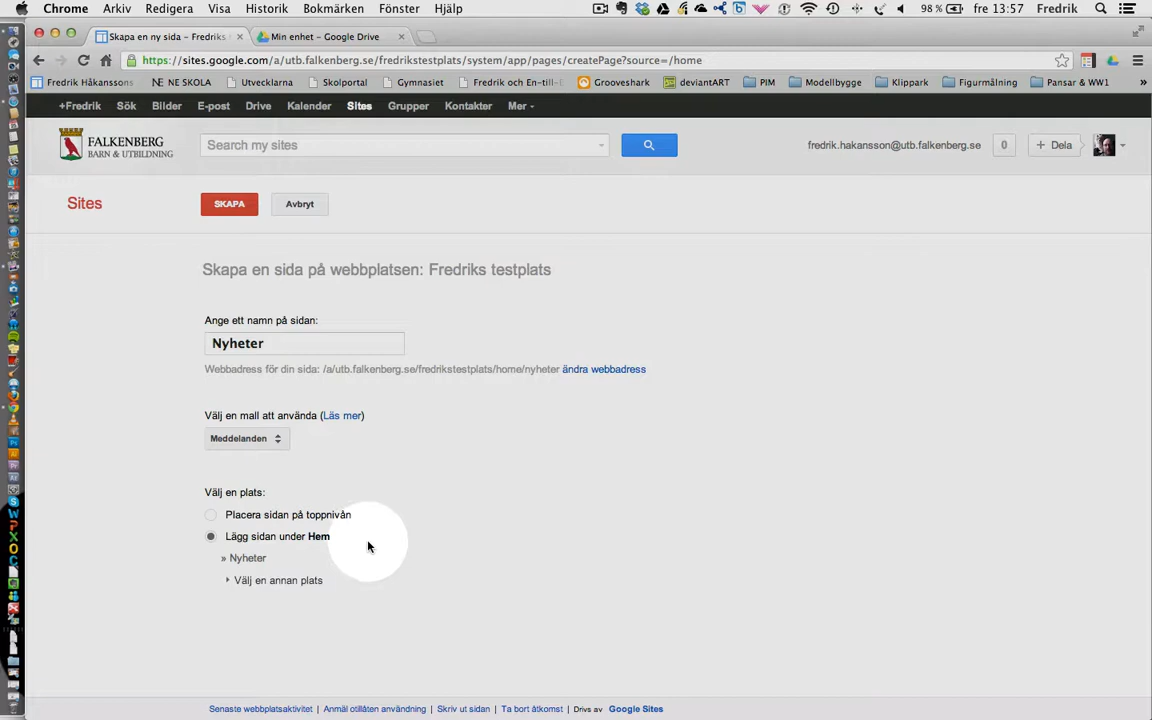 Chrome Arkiv Redigera Visa Historik Bokmärken Fönster Hjälp 98 % fre 13:57 Fredrik
Skapa en ny sida – Fredriks Min enhet – Google Drive
https://sites.google.com/a/utb.falkenberg.se/fredrikstestplats/system/app/pages/createPage?source=/home
Fredrik Håkanssons NE SKOLA Utvecklarna Skolportal Gymnasiet Fredrik och En-till- Grooveshark deviantART PIM Modellbygge Klippark Figurmålning Pansar & WW1 »
+Fredrik Sök Bilder E-post Drive Kalender Sites Grupper Kontakter Mer
FALKENBERG
BARN & UTBILDNING
Search my sites
fredrik.hakansson@utb.falkenberg.se 0 + Dela
Sites SKAPA Avbryt
Skapa en sida på webbplatsen: Fredriks testplats
Ange ett namn på sidan:
Nyheter
Webbadress för din sida: /a/utb.falkenberg.se/fredrikstestplats/home/nyheter ändra webbadress
Välj en mall att använda (Läs mer)
Meddelanden
Välj en plats:
Placera sidan på toppnivån
Lägg sidan under Hem
» Nyheter
Välj en annan plats
Senaste webbplatsaktivitet | Anmäl otillåten användning | Skriv ut sidan | Ta bort åtkomst | Drivs av Google Sites